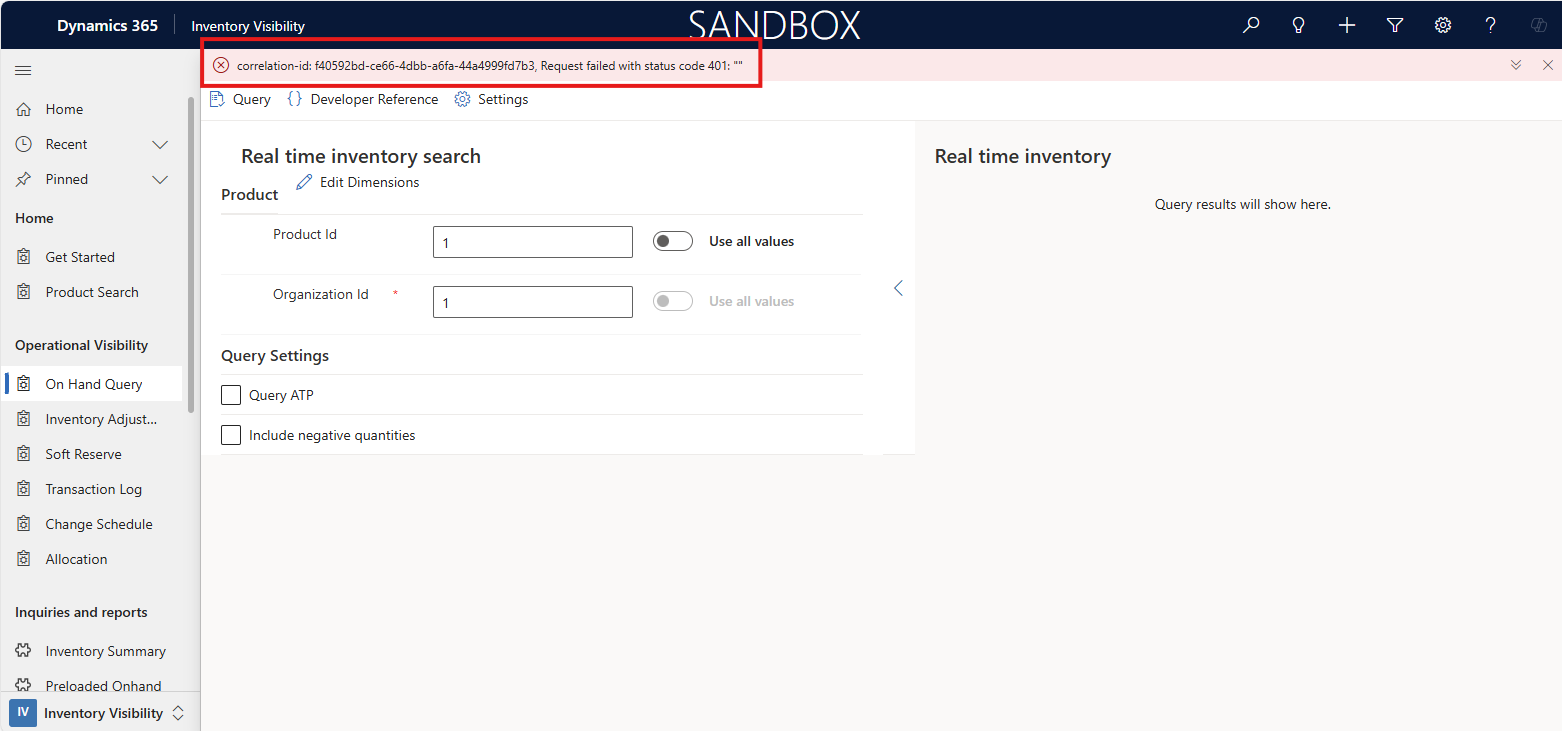 Dynamics 365
Inventory Visibility
SANDBOX
correlation-id: f40592bd-ce66-4dbb-a6fa-44a4999fd7b3, Request failed with status code 401: ""
Query
Developer Reference
Settings
Home
Recent
Pinned
Home
Get Started
Product Search
Operational Visibility
On Hand Query
Inventory Adjust...
Soft Reserve
Transaction Log
Change Schedule
Allocation
Inquiries and reports
Inventory Summary
Preloaded Onhand
IV Inventory Visibility
Real time inventory search
Edit Dimensions
Product
Product Id 1 Use all values
Organization Id * 1 Use all values
Query Settings
Query ATP
Include negative quantities
Real time inventory
Query results will show here.